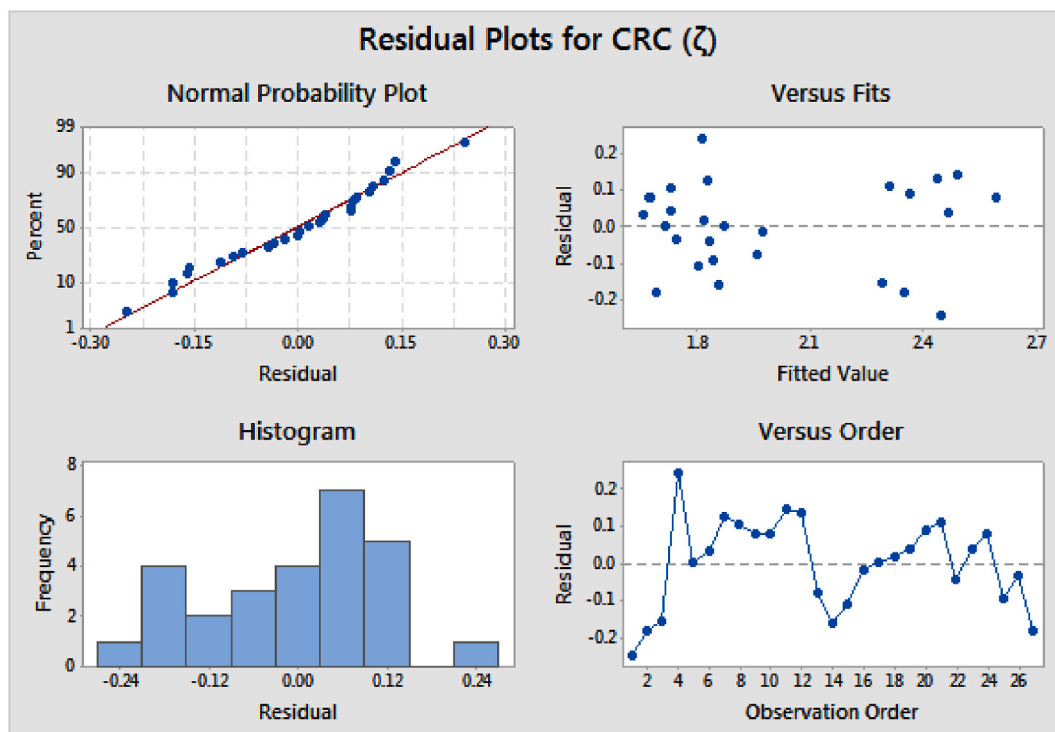 Residual Plots for CRC (ζ)
Normal Probability Plot
99
90
50
10
1
Percent
-0.30 -0.15 0.00 0.15 0.30
Residual
Versus Fits
0.2
0.1
0.0
-0.1
-0.2
Residual
1.8 2.1 2.4 2.7
Fitted Value
Histogram
8
6
4
2
0
Frequency
-0.24 -0.12 0.00 0.12 0.24
Residual
Versus Order
0.2
0.1
0.0
-0.1
-0.2
Residual
2 4 6 8 10 12 14 16 18 20 22 24 26
Observation Order